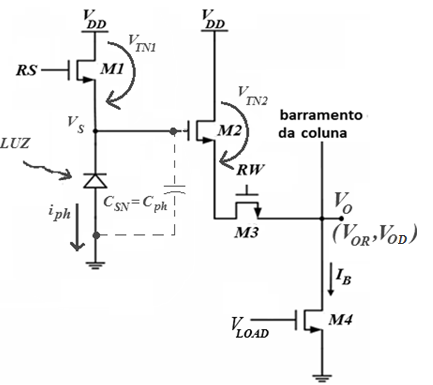 V_DD
V_DD
V_TN1
RS
M1
V_S
V_TN2
M2
barramento
da coluna
LUZ
RW
i_ph
C_SN=C_ph
M3
V_O
(V_OR,V_OD)
I_B
V_LOAD
M4